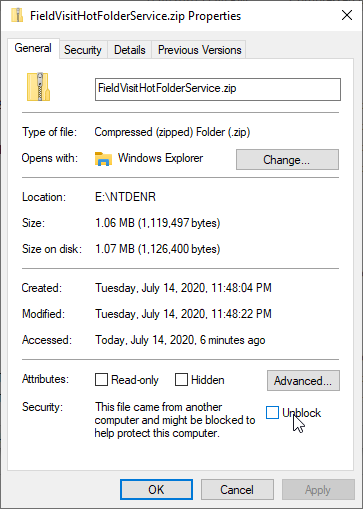 FieldVisitHotFolderService.zip Properties
General Security Details Previous Versions
FieldVisitHotFolderService.zip
Type of file: Compressed (zipped) Folder (.zip)
Opens with: Windows Explorer Change...
Location: E:\NTDENR
Size: 1.06 MB (1,119,497 bytes)
Size on disk: 1.07 MB (1,126,400 bytes)
Created: Tuesday, July 14, 2020, 11:48:04 PM
Modified: Tuesday, July 14, 2020, 11:48:22 PM
Accessed: Today, July 14, 2020, 6 minutes ago
Attributes: Read-only Hidden Advanced...
Security: This file came from another Unblock
computer and might be blocked to
help protect this computer.
OK Cancel Apply